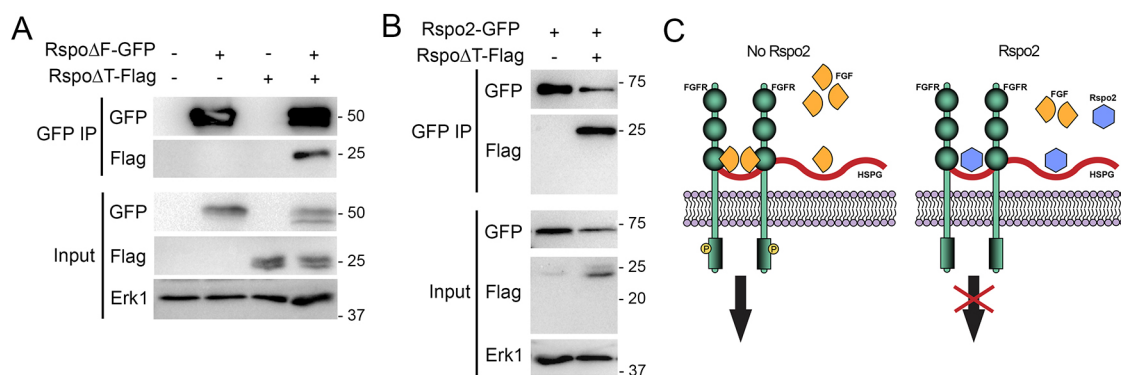 A
RspoΔF-GFP - + - +
RspoΔT-Flag - - + +
GFP IP
GFP - 50
Flag - 25
Input
GFP - 50
Flag - 25
Erk1
- 37
B
Rspo2-GFP + +
RspoΔT-Flag - +
GFP IP
GFP - 75
Flag - 25
Input
GFP - 75
Flag - 25
- 20
Erk1
- 37
C
No Rspo2
FGFR FGFR FGF
HSPG
P P
Rspo2
FGFR FGFR FGF Rspo2
HSPG